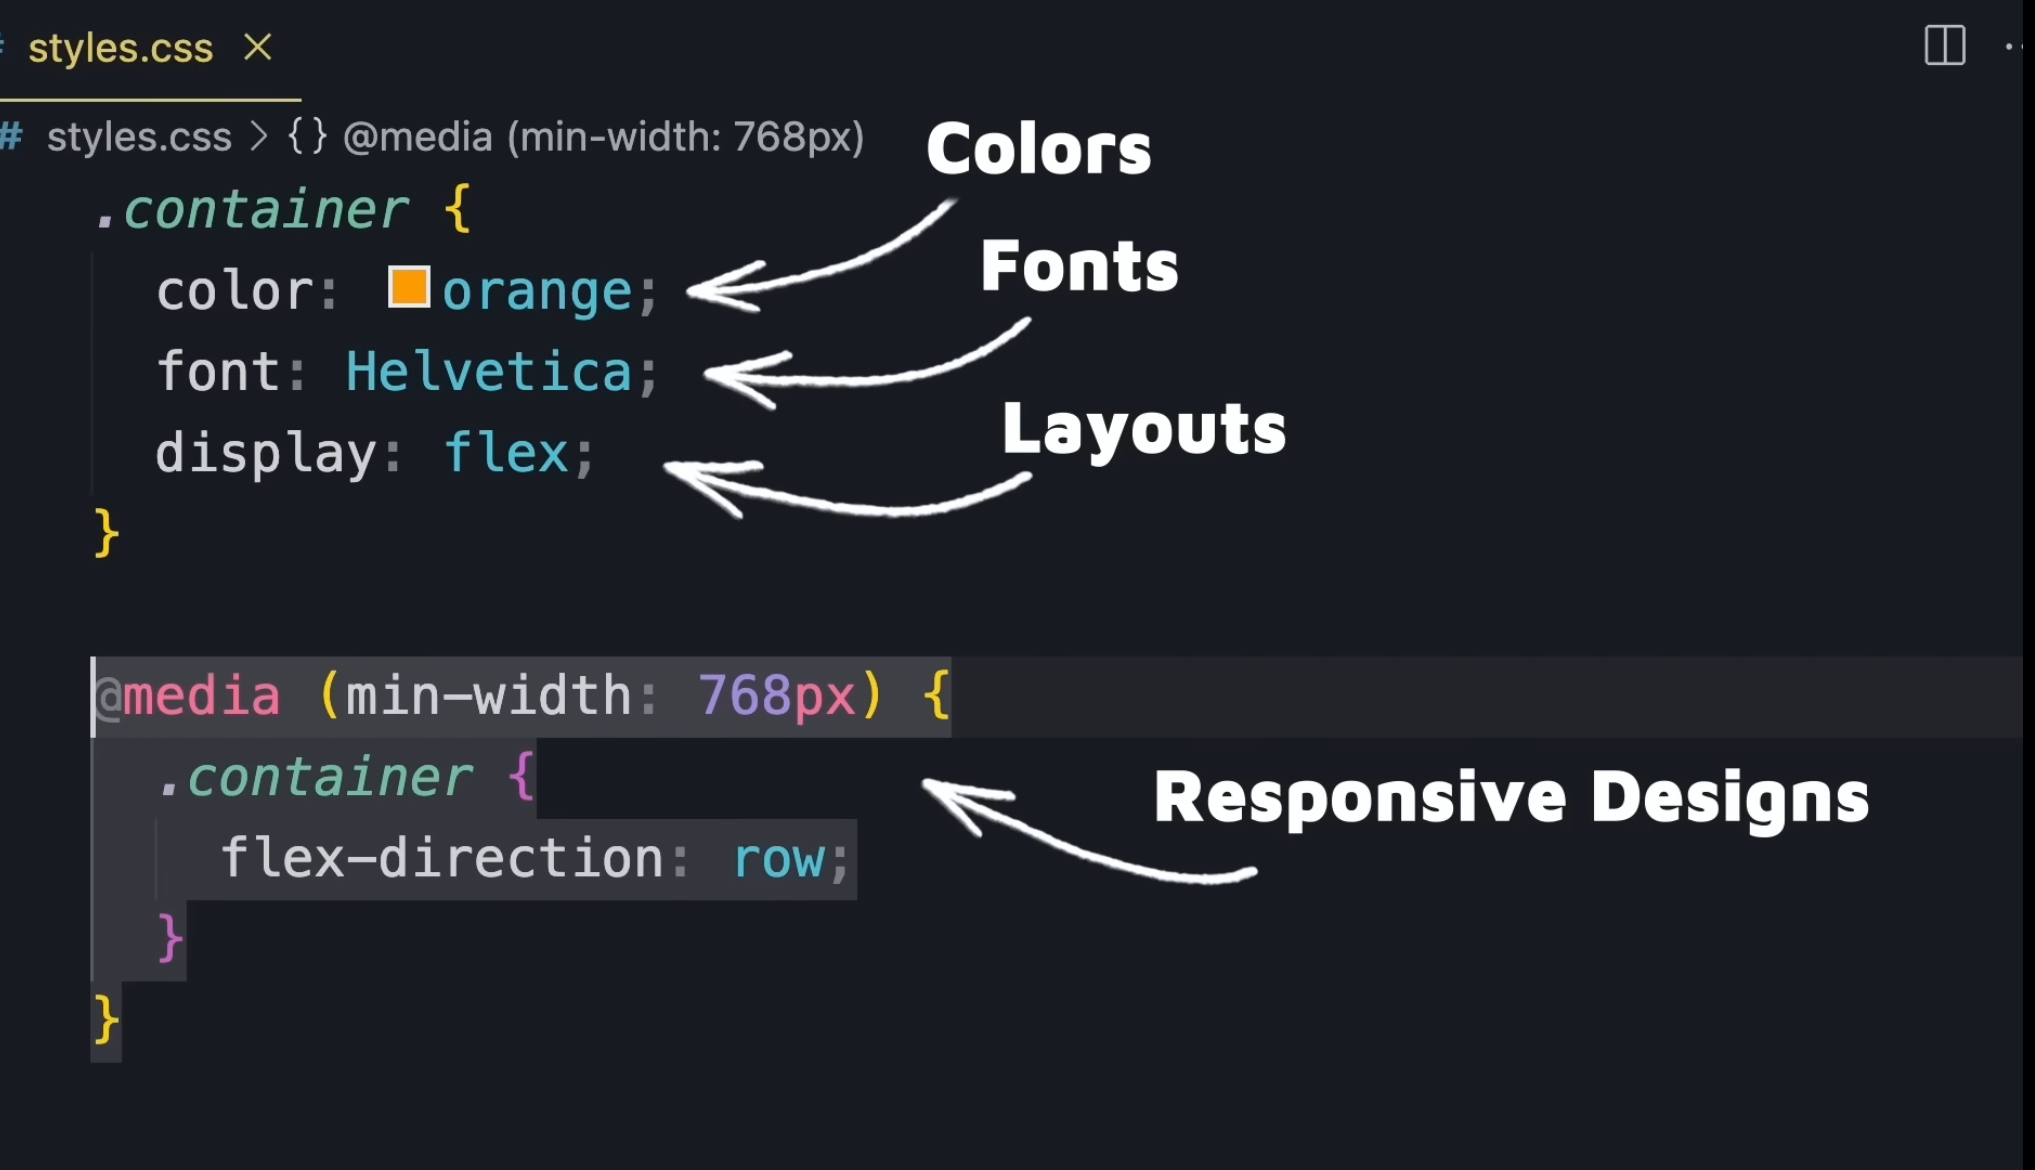 styles.css
# styles.css > {} @media (min-width: 768px)
Colors
.container {
color: orange;
Fonts
font: Helvetica;
Layouts
display: flex;
}
@media (min-width: 768px) {
.container {
Responsive Designs
flex-direction: row;
}
}